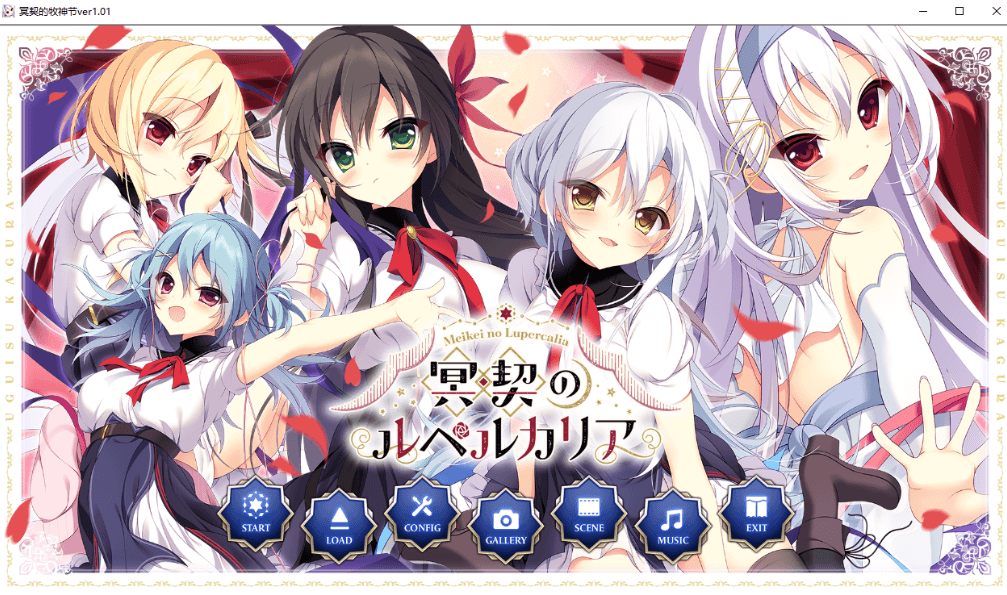 冥契的牧神节ver1.01
UGUISU KAGURA
UGUISU KAGURA
Meikei no Lupercalia
冥契の
ルペルカリア
START
LOAD
CONFIG
GALLERY
SCENE
MUSIC
EXIT